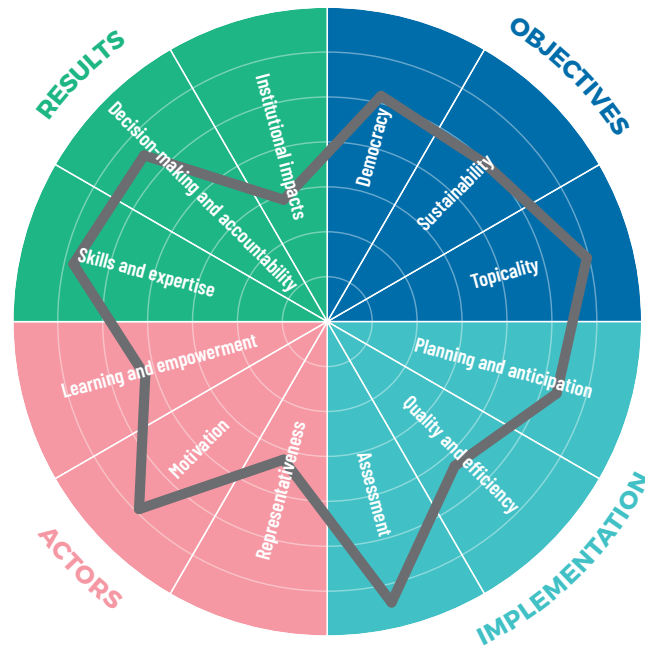 RESULTS
OBJECTIVES
Institutional impacts
Decision-making and accountability
Skills and expertise
Democracy
Sustainability
Topicality
Learning and empowerment
Motivation
Representativeness
Planning and anticipation
Quality and efficiency
Assessment
ACTORS
IMPLEMENTATION